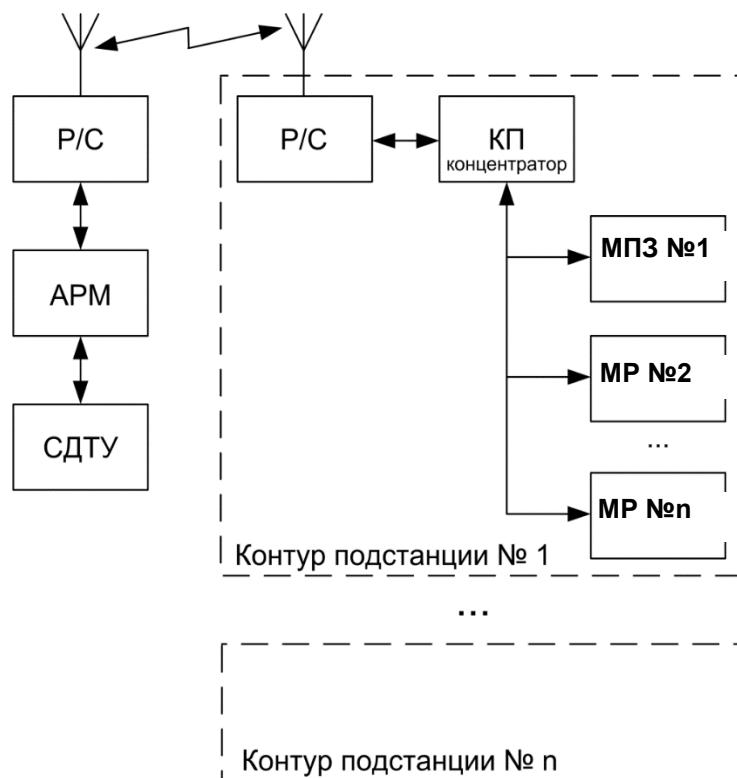 Р/С
Р/С
КП
концентратор
АРМ
СДТУ
МПЗ №1
МР №2
...
МР №n
Контур подстанции № 1
...
Контур подстанции № n